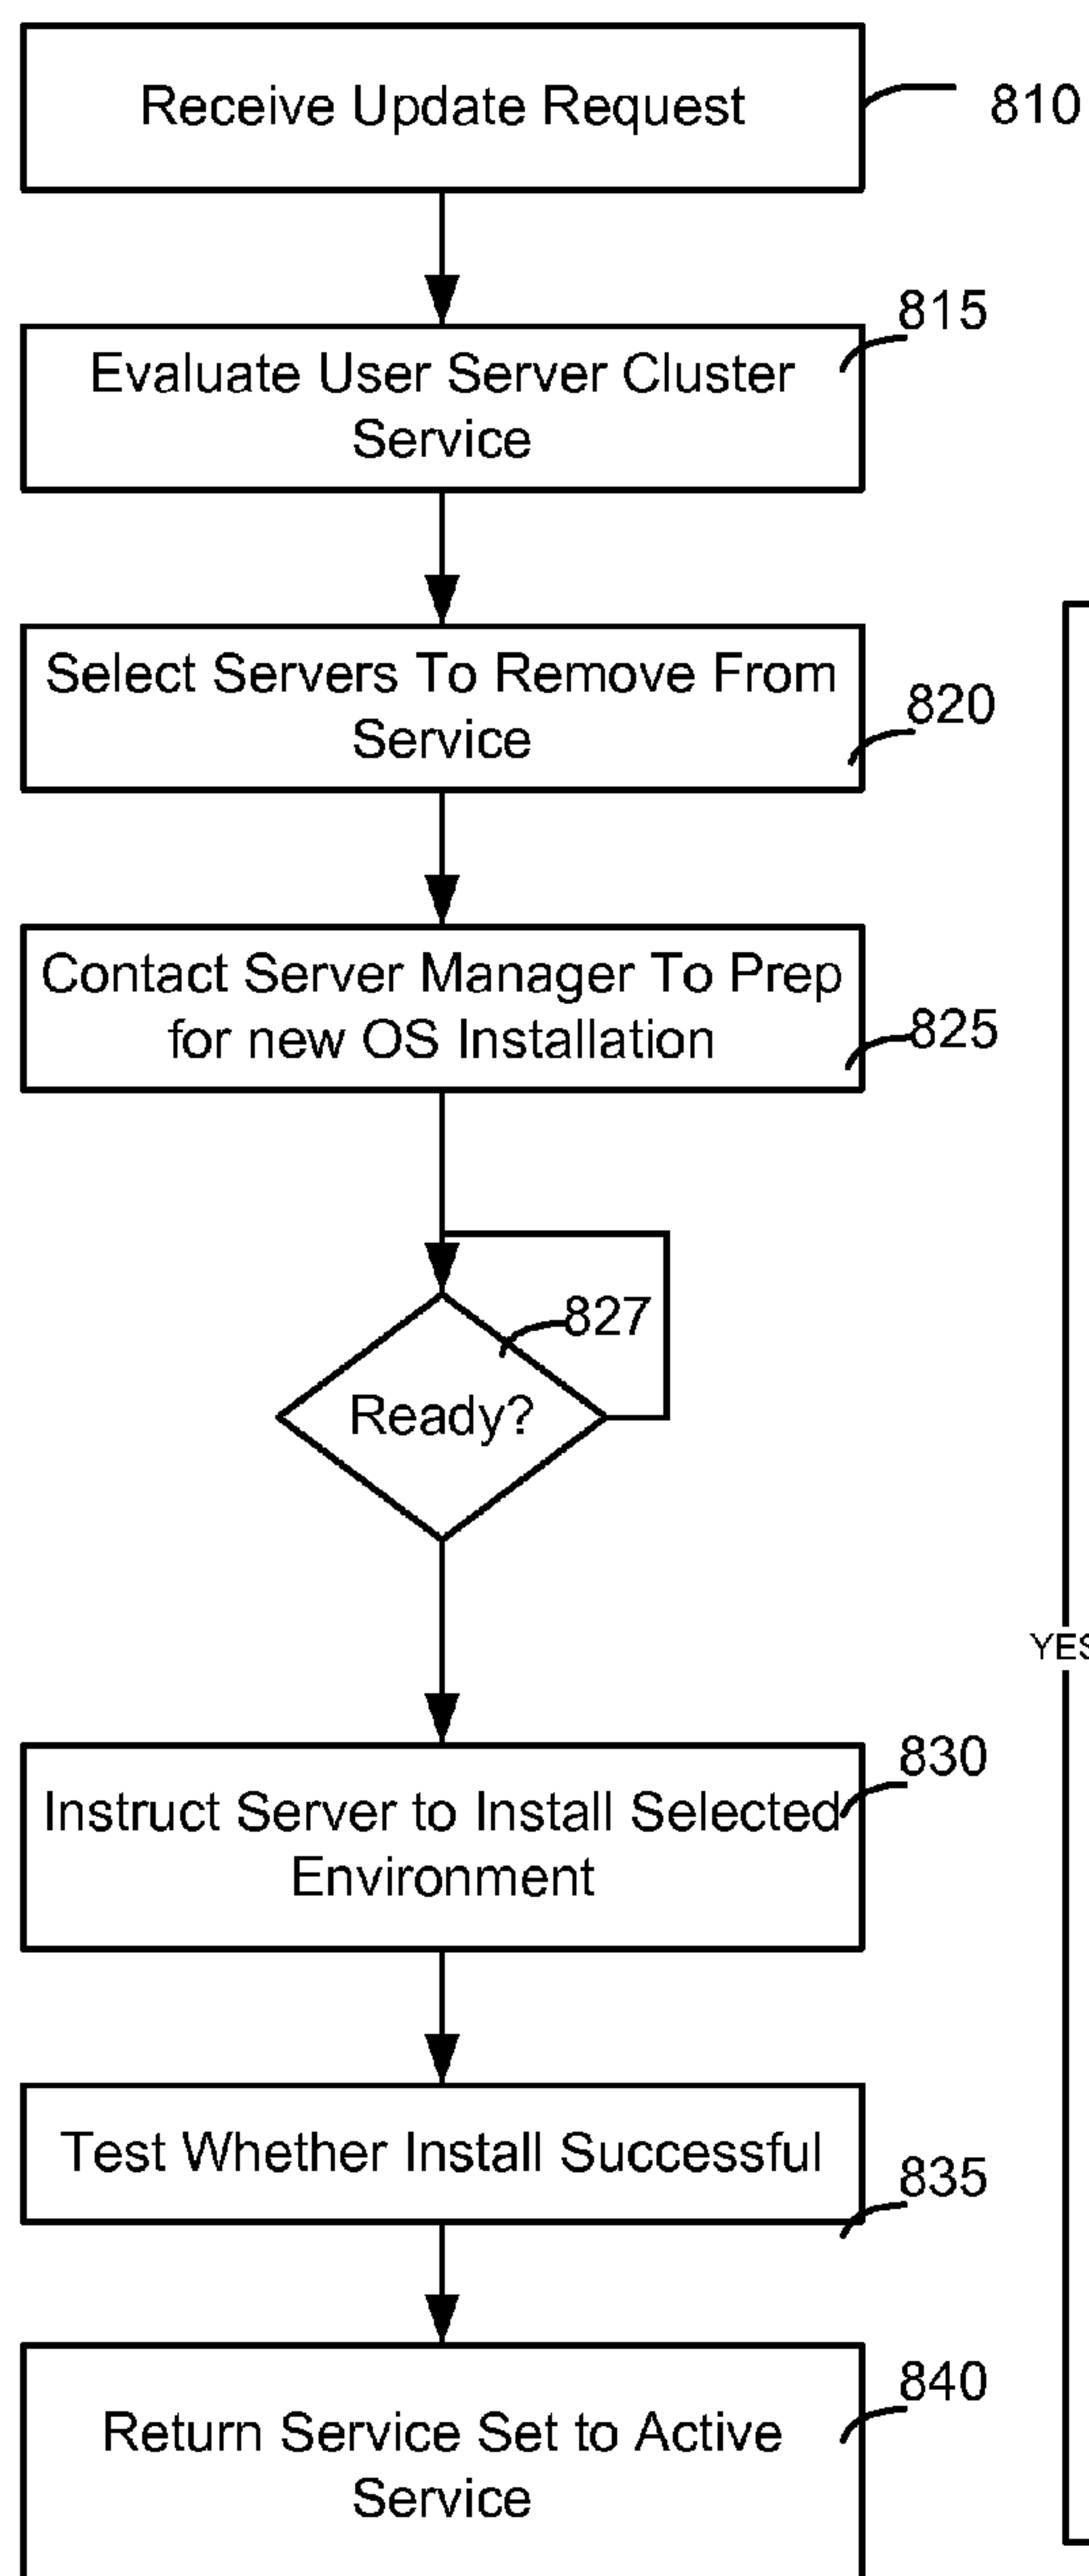 Receive Update Request
810
815
Evaluate User Server Cluster
Service
Select Servers To Remove From
Service
820
Contact Server Manager To Prep
for new OS Installation
825
827
Ready?
YES
830
Instruct Server to Install Selected
Environment
Test Whether Install Successful
835
840
Return Service Set to Active
Service